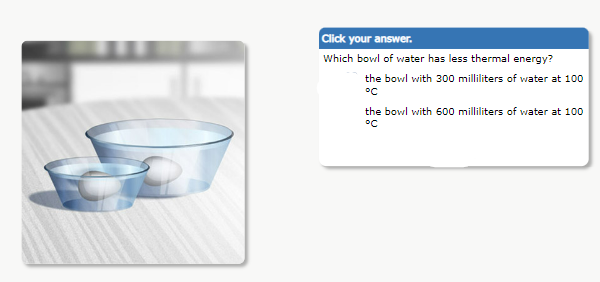 Click your answer.
Which bowl of water has less thermal energy?
the bowl with 300 milliliters of water at 100
°C
the bowl with 600 milliliters of water at 100
°C